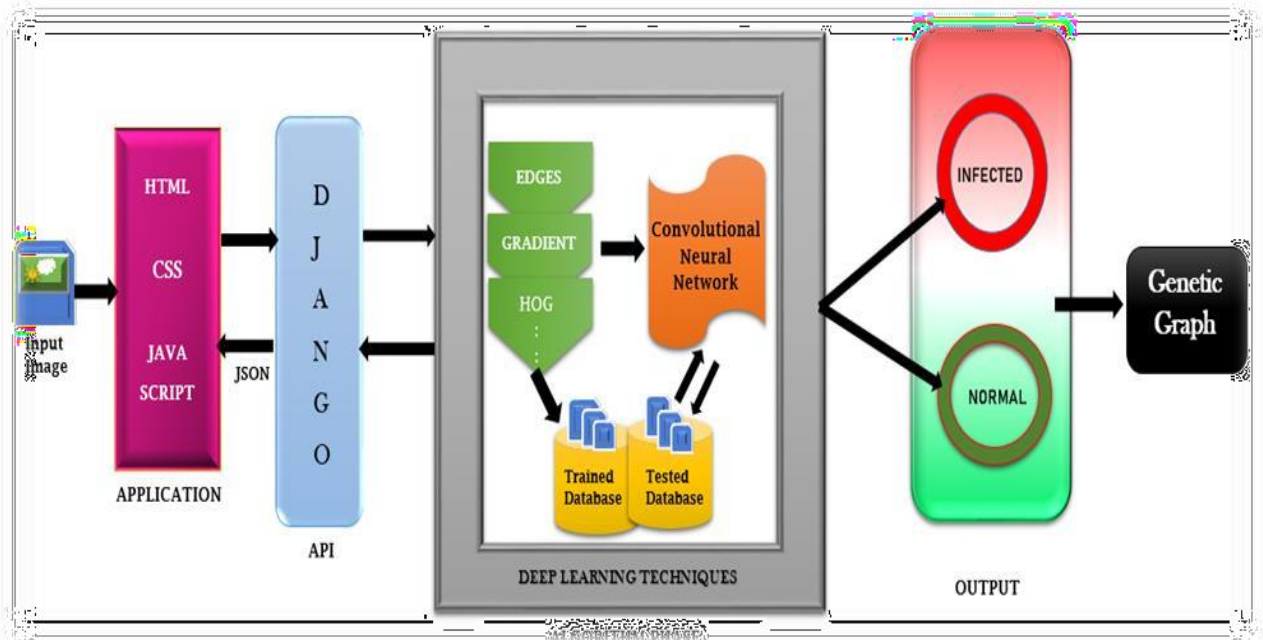 Input
Image
HTML
CSS
JAVA
SCRIPT
APPLICATION
JSON
D
J
A
N
G
O
API
EDGES
GRADIENT
HOG
Convolutional
Neural
Network
Trained
Database
Tested
Database
DEEP LEARNING TECHNIQUES
INFECTED
NORMAL
OUTPUT
Genetic
Graph